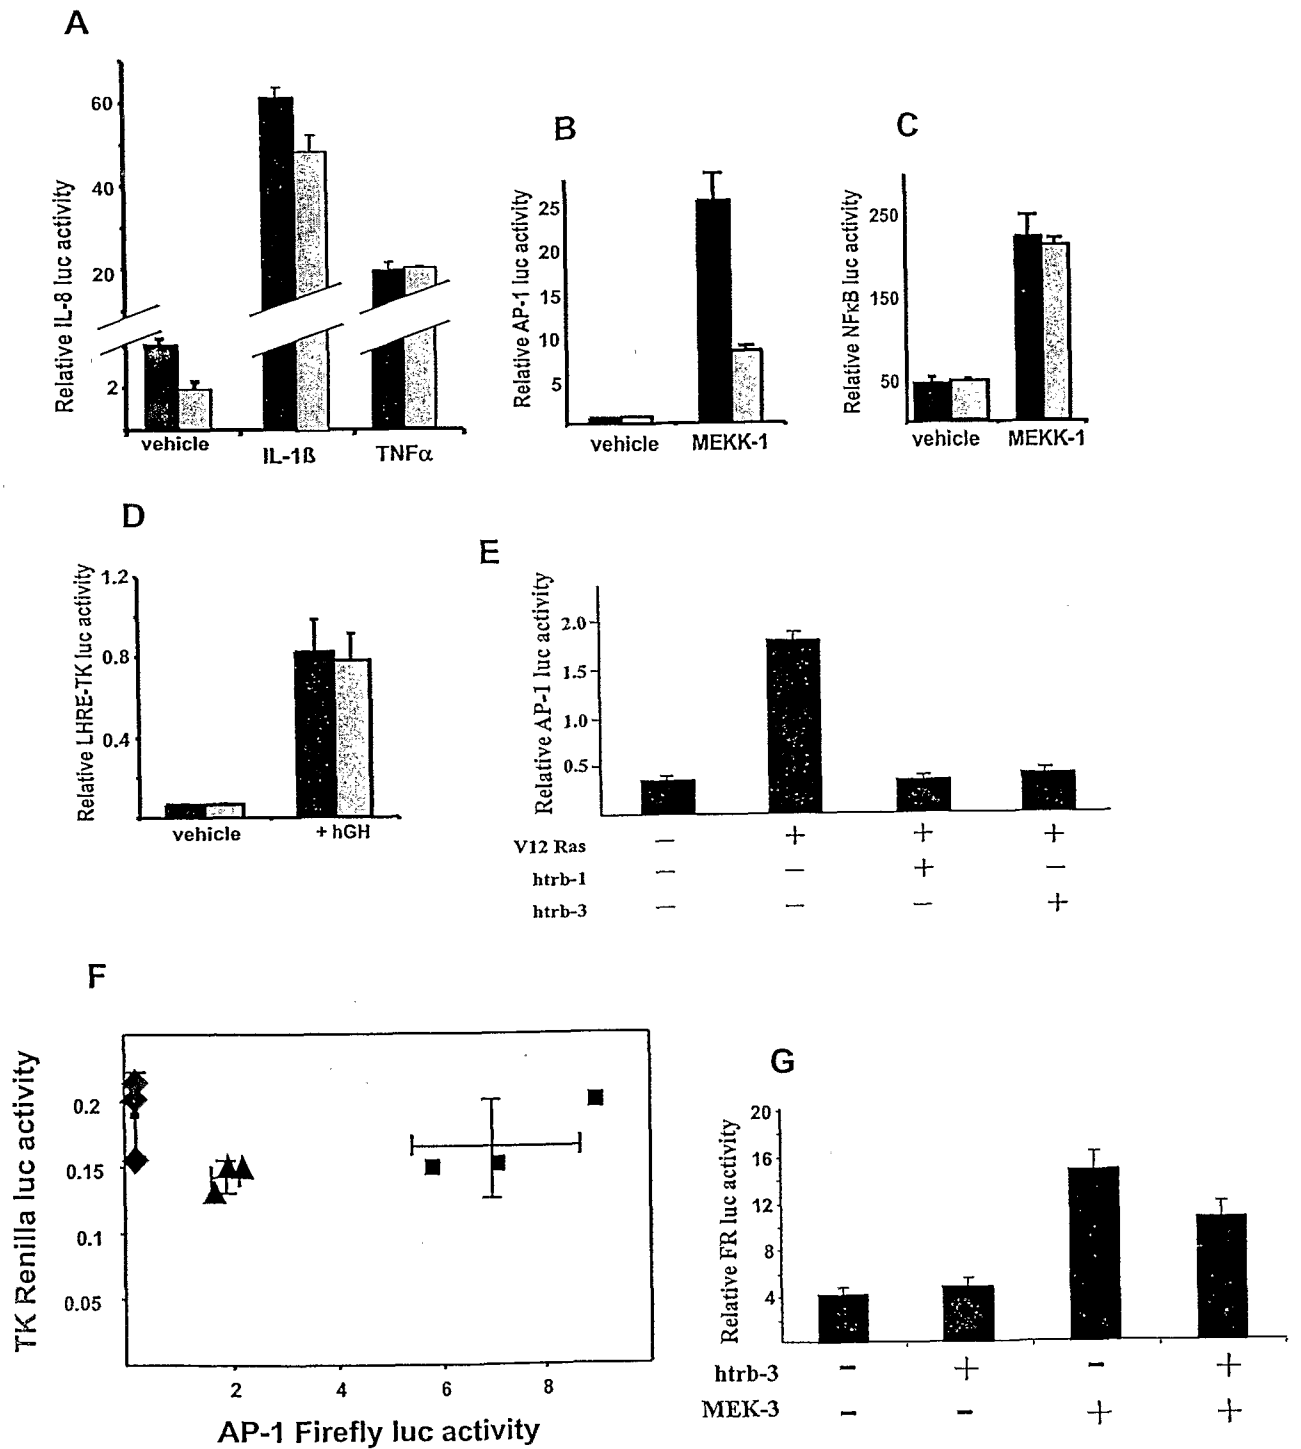 A
Relative IL-8 luc activity
60
40
20
2
vehicle
IL-1ß
TNFα
B
Relative AP-1 luc activity
25
20
15
10
5
vehicle
MEKK-1
C
Relative NFκB luc activity
250
150
50
vehicle
MEKK-1
D
Relative LHRE-TK luc activity
1.2
0.8
0.4
vehicle
+ hGH
E
Relative AP-1 luc activity
2.0
1.5
1.0
0.5
V12 Ras − + + +
htrb-1 − − + −
htrb-3 − − − +
F
TK Renilla luc activity
0.2
0.15
0.1
0.05
2 4 6 8
AP-1 Firefly luc activity
G
Relative FR luc activity
20
16
12
8
4
htrb-3 − + − +
MEK-3 − − + +